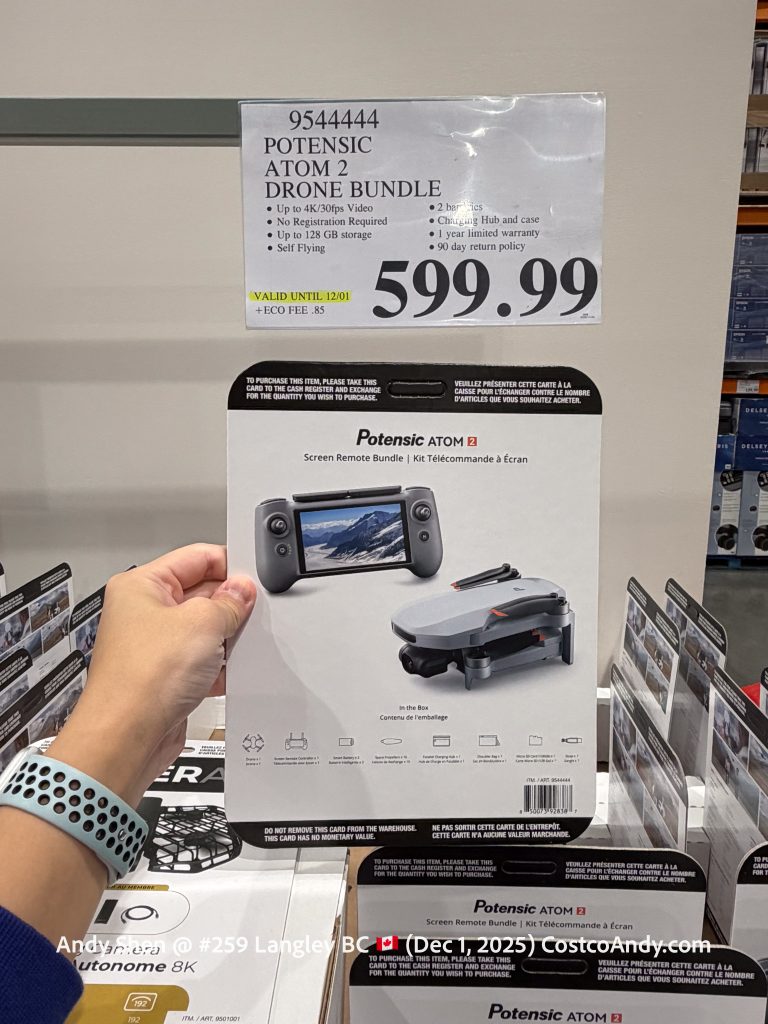 9544444
POTENSIC
ATOM 2
DRONE BUNDLE
• Up to 4K/30fps Video
• No Registration Required
• Up to 128 GB storage
• Self Flying
• 2 batteries
• Charging Hub and case
• 1 year limited warranty
• 90 day return policy
VALID UNTIL 12/01
+ECO FEE .85
599.99
TO PURCHASE THIS ITEM, PLEASE TAKE THIS
CARD TO THE CASH REGISTER AND EXCHANGE
FOR THE QUANTITY YOU WISH TO PURCHASE.
VEUILLEZ PRÉSENTER CETTE CARTE À LA
CAISSE POUR L'ÉCHANGER CONTRE LE NOMBRE
D'ARTICLES QUE VOUS SOUHAITEZ ACHETER.
Potensic ATOM 2
Screen Remote Bundle | Kit Télécommande à Écran
In the Box
Contenu de l'emballage
ITM. / ART. 9544444
DO NOT REMOVE THIS CARD FROM THE WAREHOUSE.
THIS CARD HAS NO MONETARY VALUE.
NE PAS SORTIR CETTE CARTE DE L'ENTREPÔT.
CETTE CARTE N'A AUCUNE VALEUR MARCHANDE.
TO PURCHASE THIS ITEM, PLEASE TAKE THIS
CARD TO THE CASH REGISTER AND EXCHANGE
FOR THE QUANTITY YOU WISH TO PURCHASE.
VEUILLEZ PRÉSENTER CETTE CARTE À LA
CAISSE POUR L'ÉCHANGER CONTRE LE NOMBRE
D'ARTICLES QUE VOUS SOUHAITEZ ACHETER.
Potensic ATOM 2
Screen Remote Bundle | Kit Télécommande à Écran
Andy Shen @ #259 Langley BC 🇨🇦 (Dec 1, 2025) CostcoAndy.com
TO PURCHASE THIS ITEM, PLEASE TAKE THIS
CARD TO THE CASH REGISTER AND EXCHANGE
FOR THE QUANTITY YOU WISH TO PURCHASE.
VEUILLEZ PRÉSENTER CETTE CARTE À LA
CAISSE POUR L'ÉCHANGER CONTRE LE NOMBRE
D'ARTICLES QUE VOUS SOUHAITEZ ACHETER.
Potensic ATOM 2
ERA
AU MEMBRE
amera
utonome 8K
192
192
ITM. / ART. 9501001
DELSEY
DELSEY